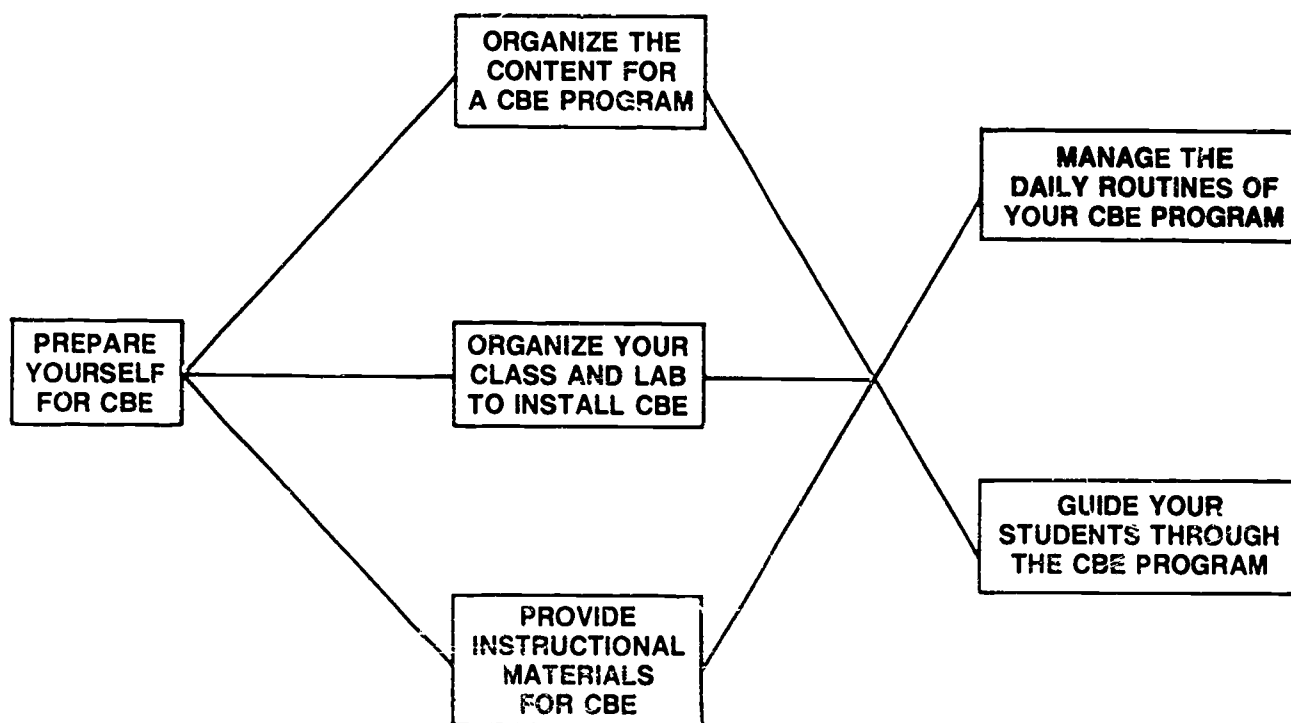 ORGANIZE THE
CONTENT FOR
A CBE PROGRAM
MANAGE THE
DAILY ROUTINES OF
YOUR CBE PROGRAM
PREPARE
YOURSELF
FOR CBE
ORGANIZE YOUR
CLASS AND LAB
TO INSTALL CBE
GUIDE YOUR
STUDENTS THROUGH
THE CBE PROGRAM
PROVIDE
INSTRUCTIONAL
MATERIALS
FOR CBE